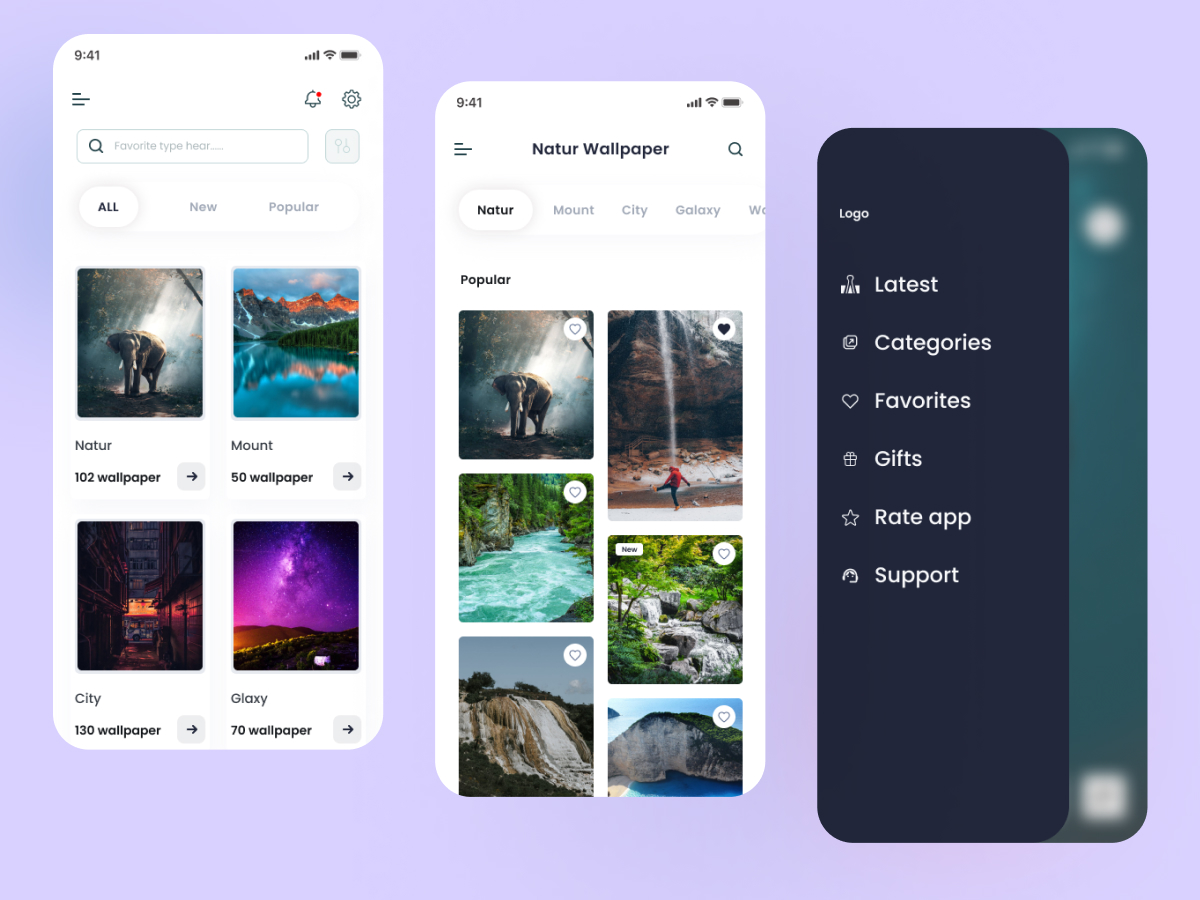 9:41
Favorite type hear......
ALL New Popular
Natur Mount
102 wallpaper 50 wallpaper
City Glaxy
130 wallpaper 70 wallpaper
9:41
Natur Wallpaper
Natur Mount City Galaxy
Popular
New
Logo
Latest
Categories
Favorites
Gifts
Rate app
Support